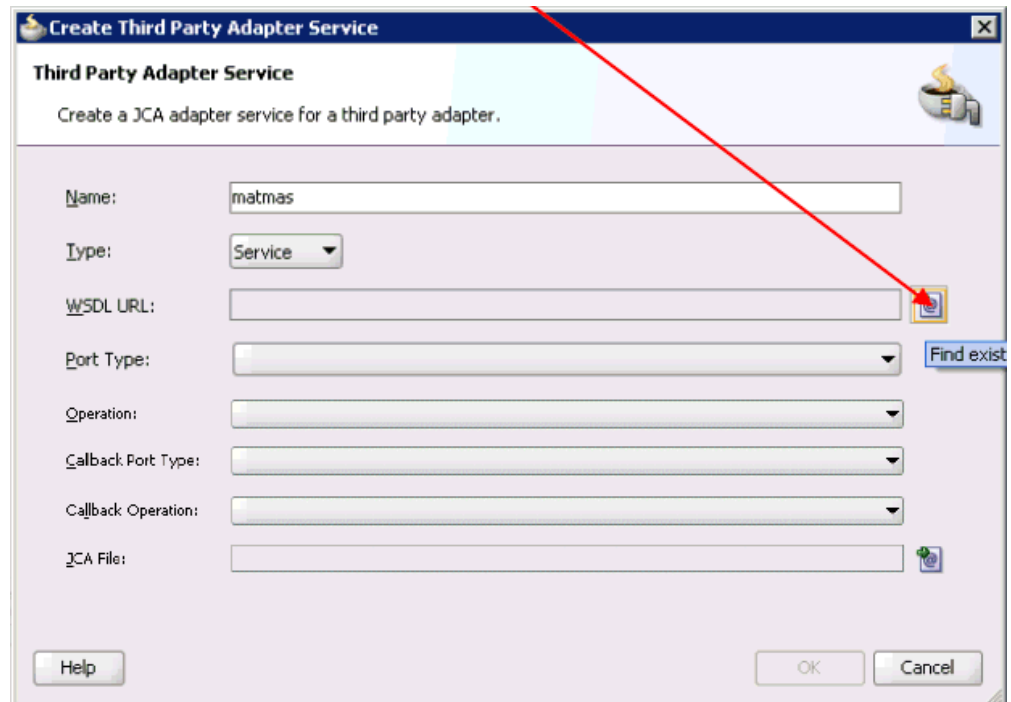 Create Third Party Adapter Service
Third Party Adapter Service
Create a JCA adapter service for a third party adapter.
Name: matmas
Type: Service
WSDL URL:
Find exist
Port Type:
Operation:
Callback Port Type:
Callback Operation:
JCA File:
Help OK Cancel